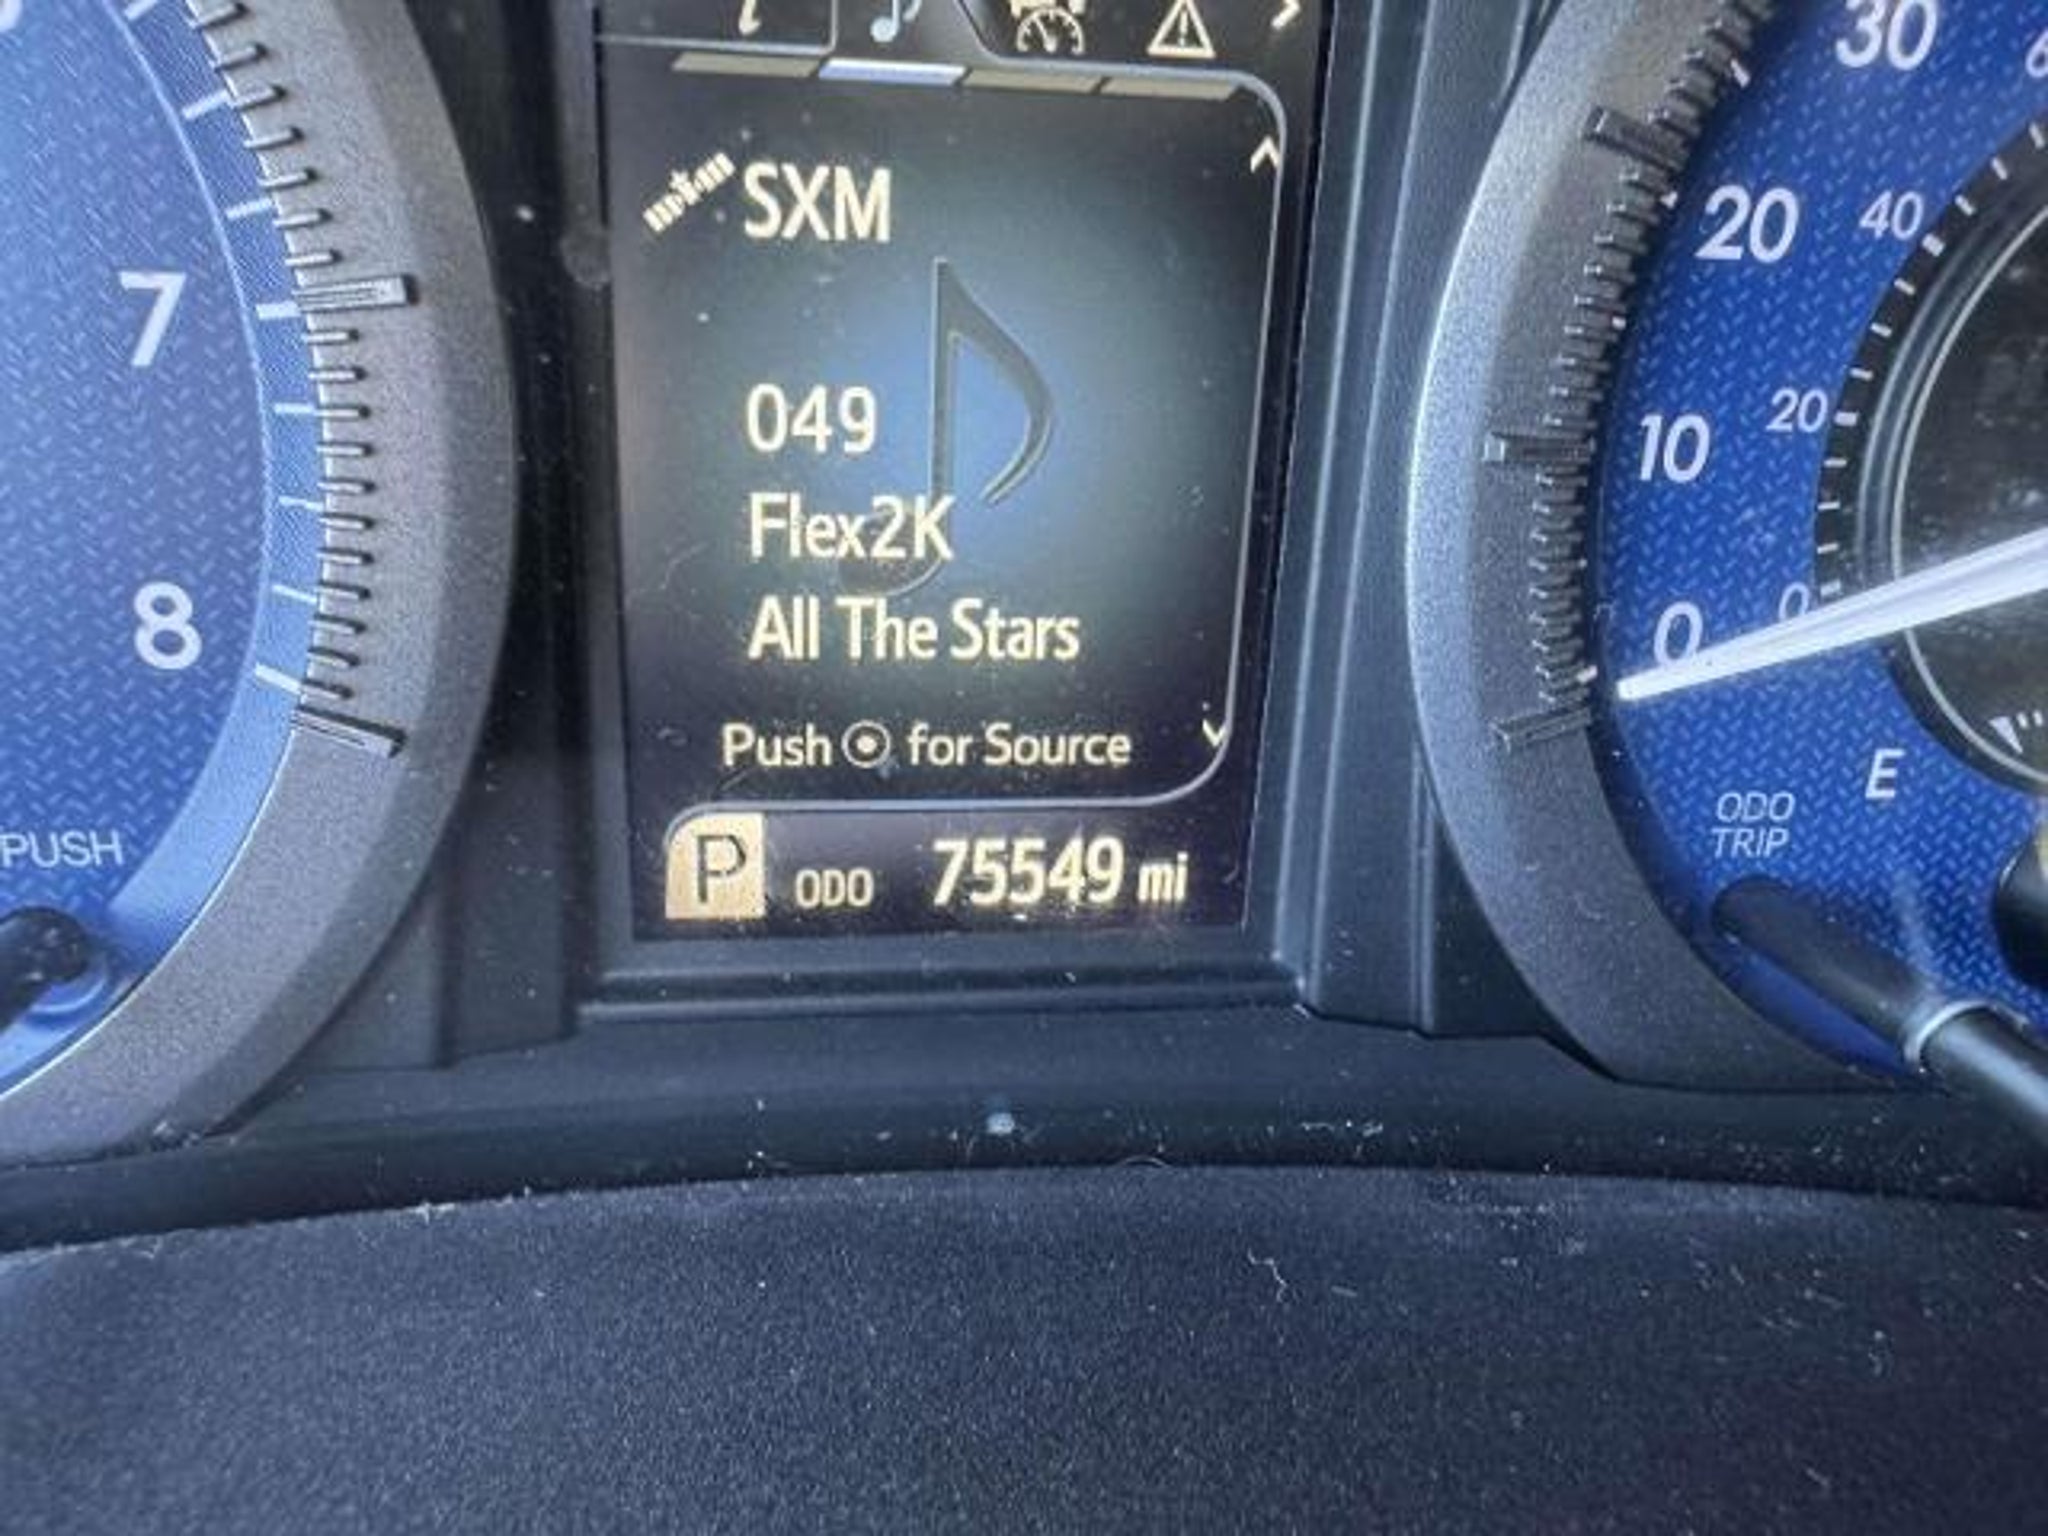 i
SXM
049
Flex2K
All The Stars
Push for Source
P ODO 75549 mi
7
8
PUSH
30
20
10
0
40
20
0
E
ODO
TRIP